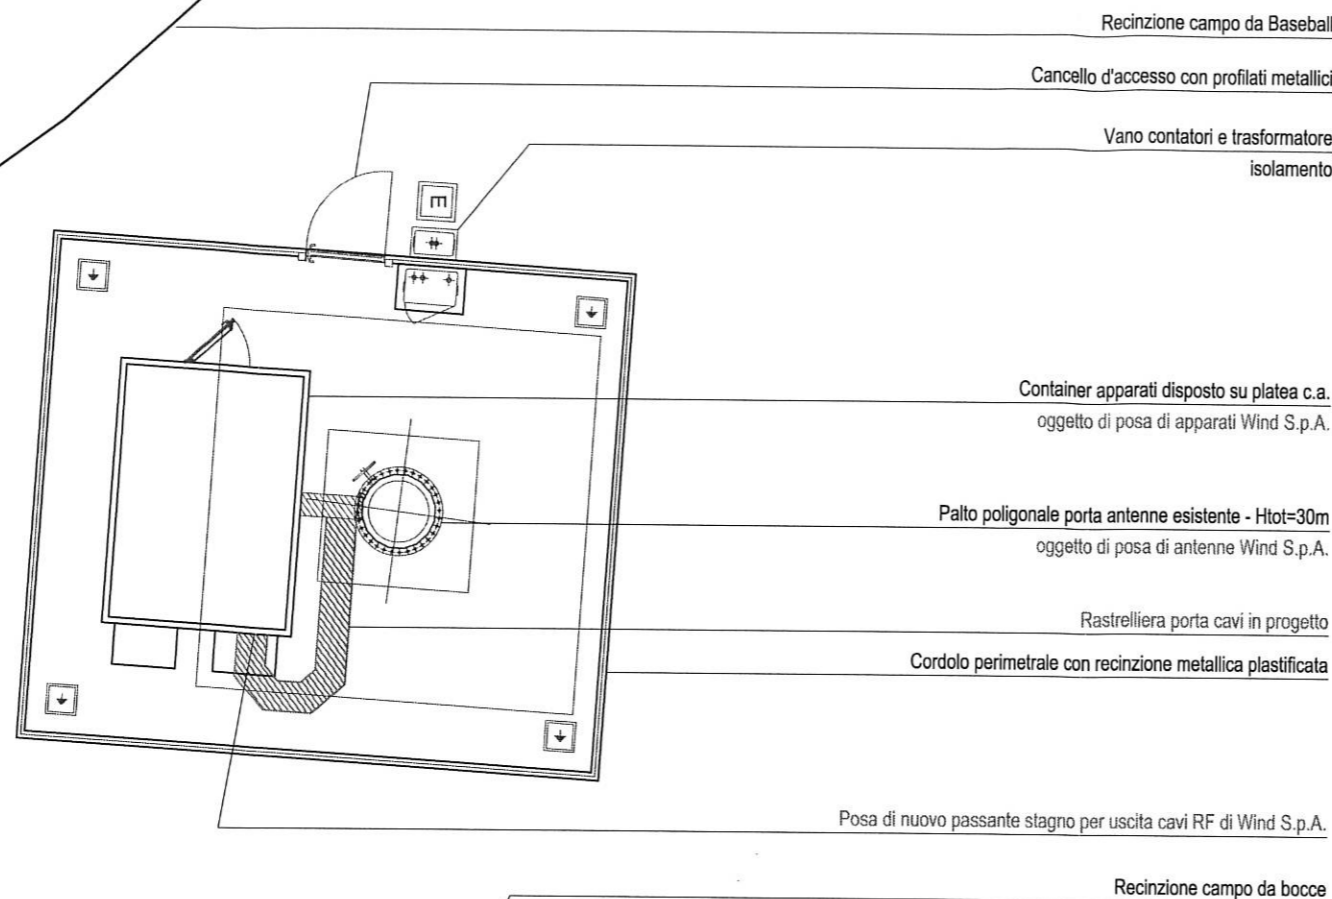 Recinzione campo da Baseball
Cancello d'accesso con profilati metallici
Vano contatori e trasformatore
isolamento
E
Container apparati disposto su platea c.a.
oggetto di posa di apparati Wind S.p.A.
Palto poligonale porta antenne esistente - Htot=30m
oggetto di posa di antenne Wind S.p.A.
Rastrelliera porta cavi in progetto
Cordolo perimetrale con recinzione metallica plastificata
Posa di nuovo passante stagno per uscita cavi RF di Wind S.p.A.
Recinzione campo da bocce